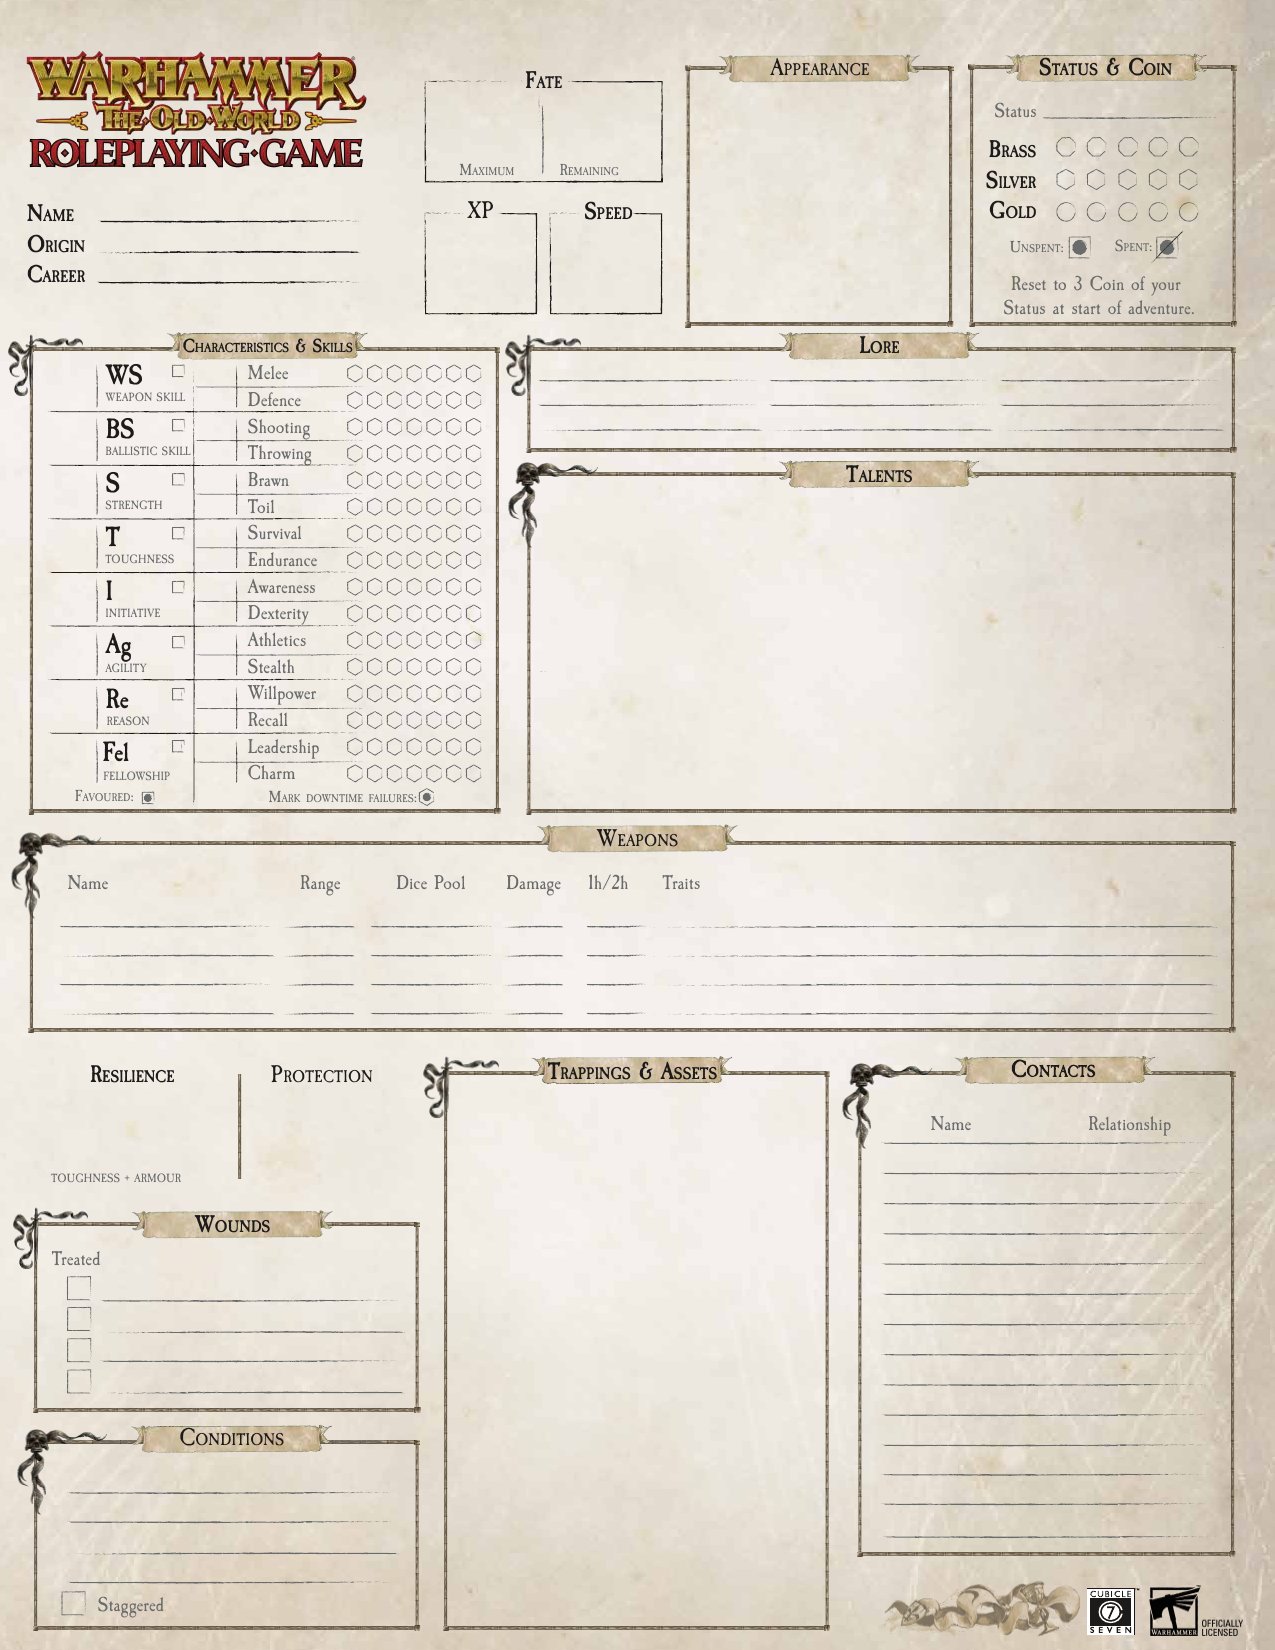 WARHAMMER
THE OLD WORLD
ROLEPLAYING GAME
NAME
ORIGIN
CAREER
FATE
MAXIMUM REMAINING
XP
SPEED
APPEARANCE
STATUS & COIN
Status
BRASS
SILVER
GOLD
UNSPENT: SPENT:
Reset to 3 Coin of your
Status at start of adventure.
CHARACTERISTICS & SKILLS
WS
WEAPON SKILL
Melee
Defence
BS
BALLISTIC SKILL
Shooting
Throwing
S
STRENGTH
Brawn
Toil
T
TOUGHNESS
Survival
Endurance
I
INITIATIVE
Awareness
Dexterity
Ag
AGILITY
Athletics
Stealth
Re
REASON
Willpower
Recall
Fel
FELLOWSHIP
Leadership
Charm
FAVOURED:
MARK DOWNTIME FAILURES:
LORE
TALENTS
WEAPONS
Name Range Dice Pool Damage 1h/2h Traits
RESILIENCE
TOUGHNESS + ARMOUR
PROTECTION
WOUNDS
Treated
CONDITIONS
Staggered
TRAPPINGS & ASSETS
CONTACTS
Name Relationship
CUBICLE
7
SEVEN
WARHAMMER
OFFICIALLY
LICENSED